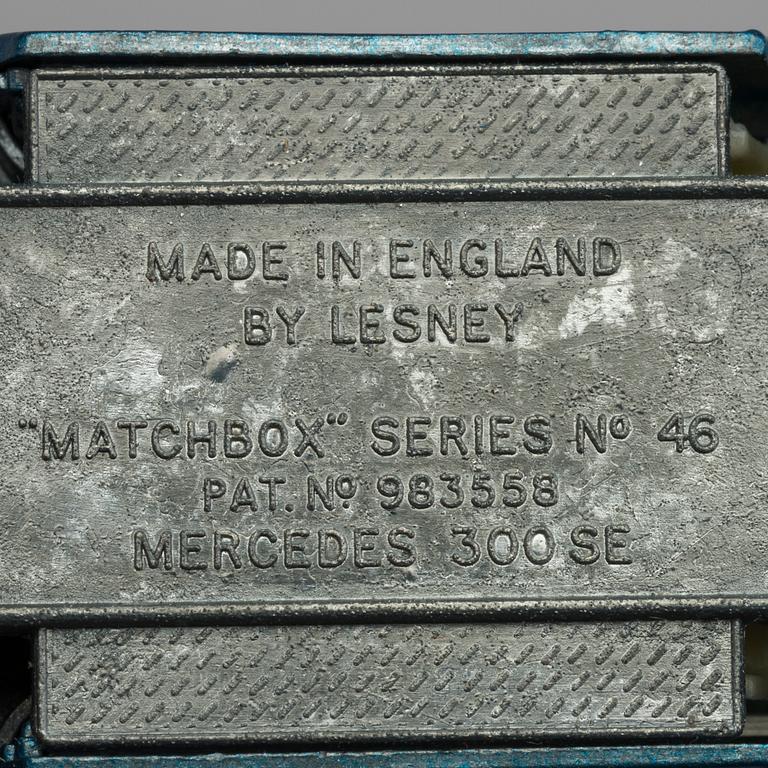 MADE IN ENGLAND
BY LESNEY
"MATCHBOX" SERIES Nº 46
PAT. Nº 983558
MERCEDES 300 SE